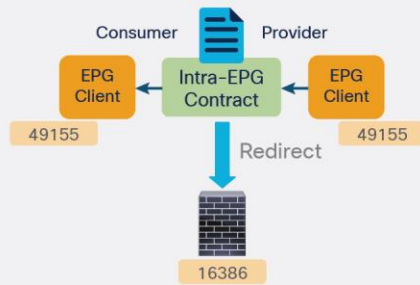 Consumer
Provider
EPG
Client
Intra-EPG
Contract
EPG
Client
49155
49155
Redirect
16386